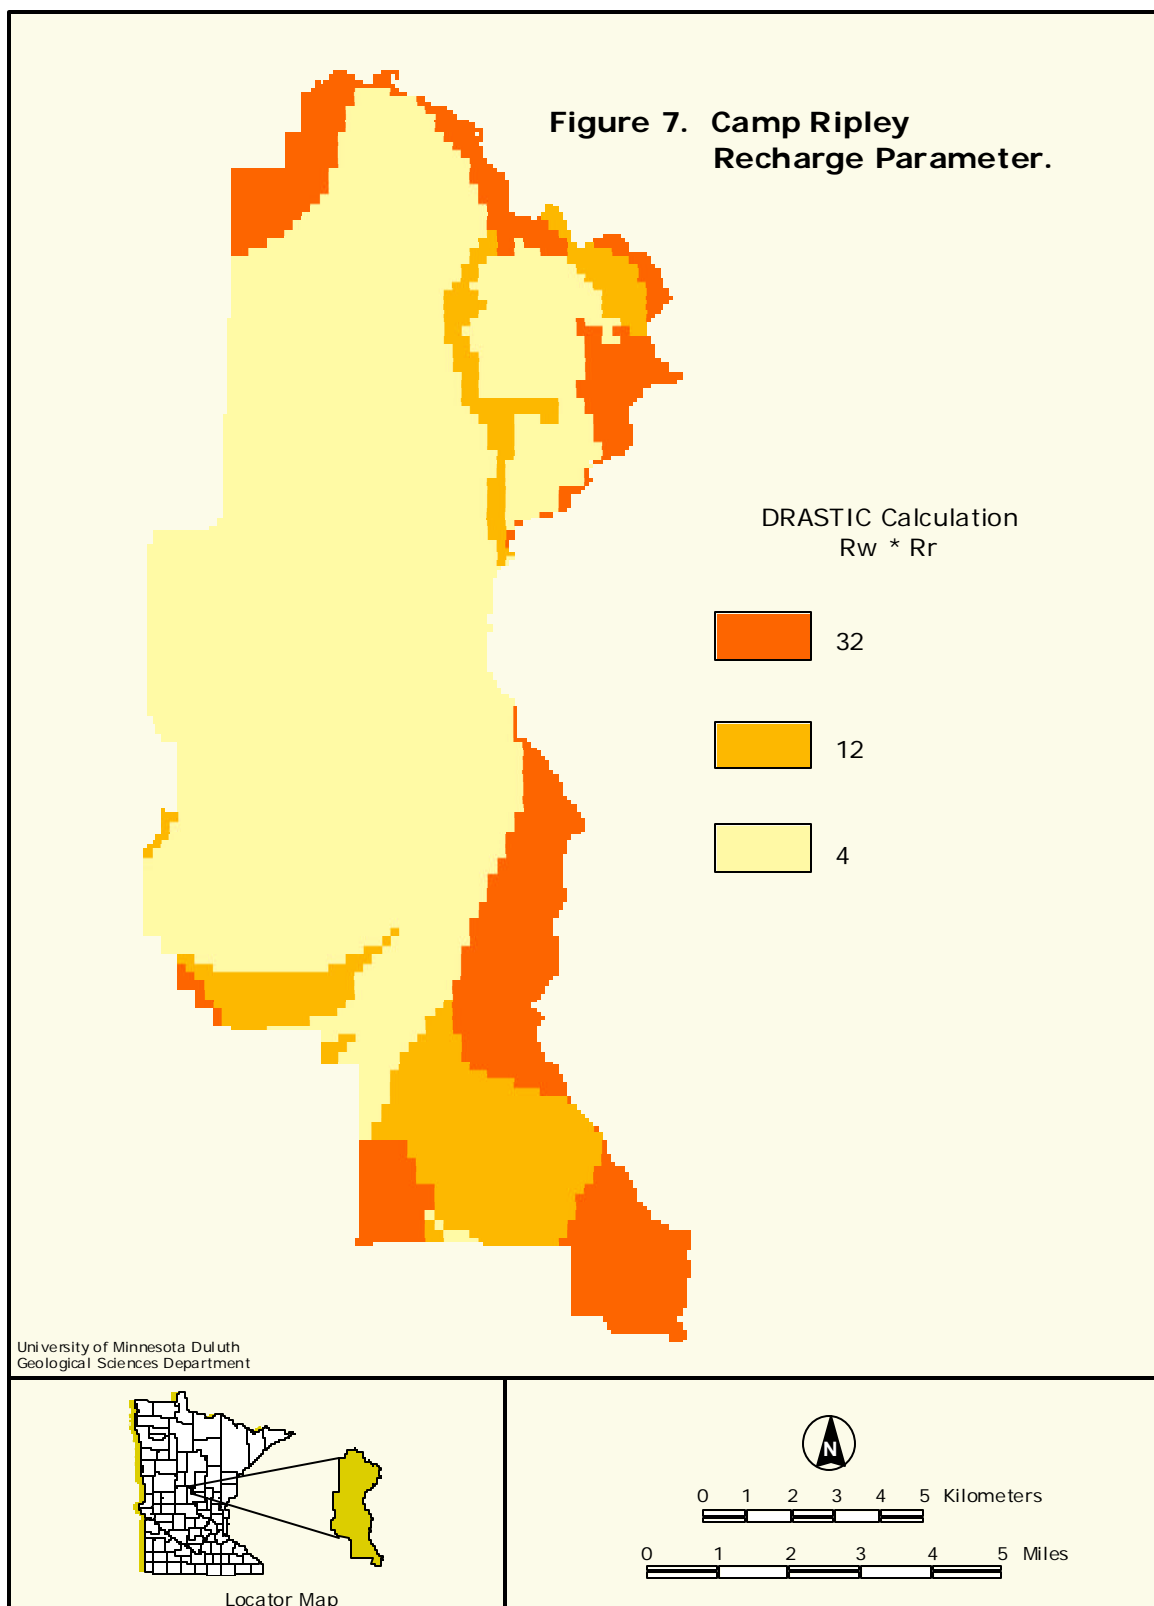 Figure 7. Camp Ripley
Recharge Parameter.
DRASTIC Calculation
Rw * Rr
32
12
4
University of Minnesota Duluth
Geological Sciences Department
Locator Map
N
0 1 2 3 4 5 Kilometers
0 1 2 3 4 5 Miles